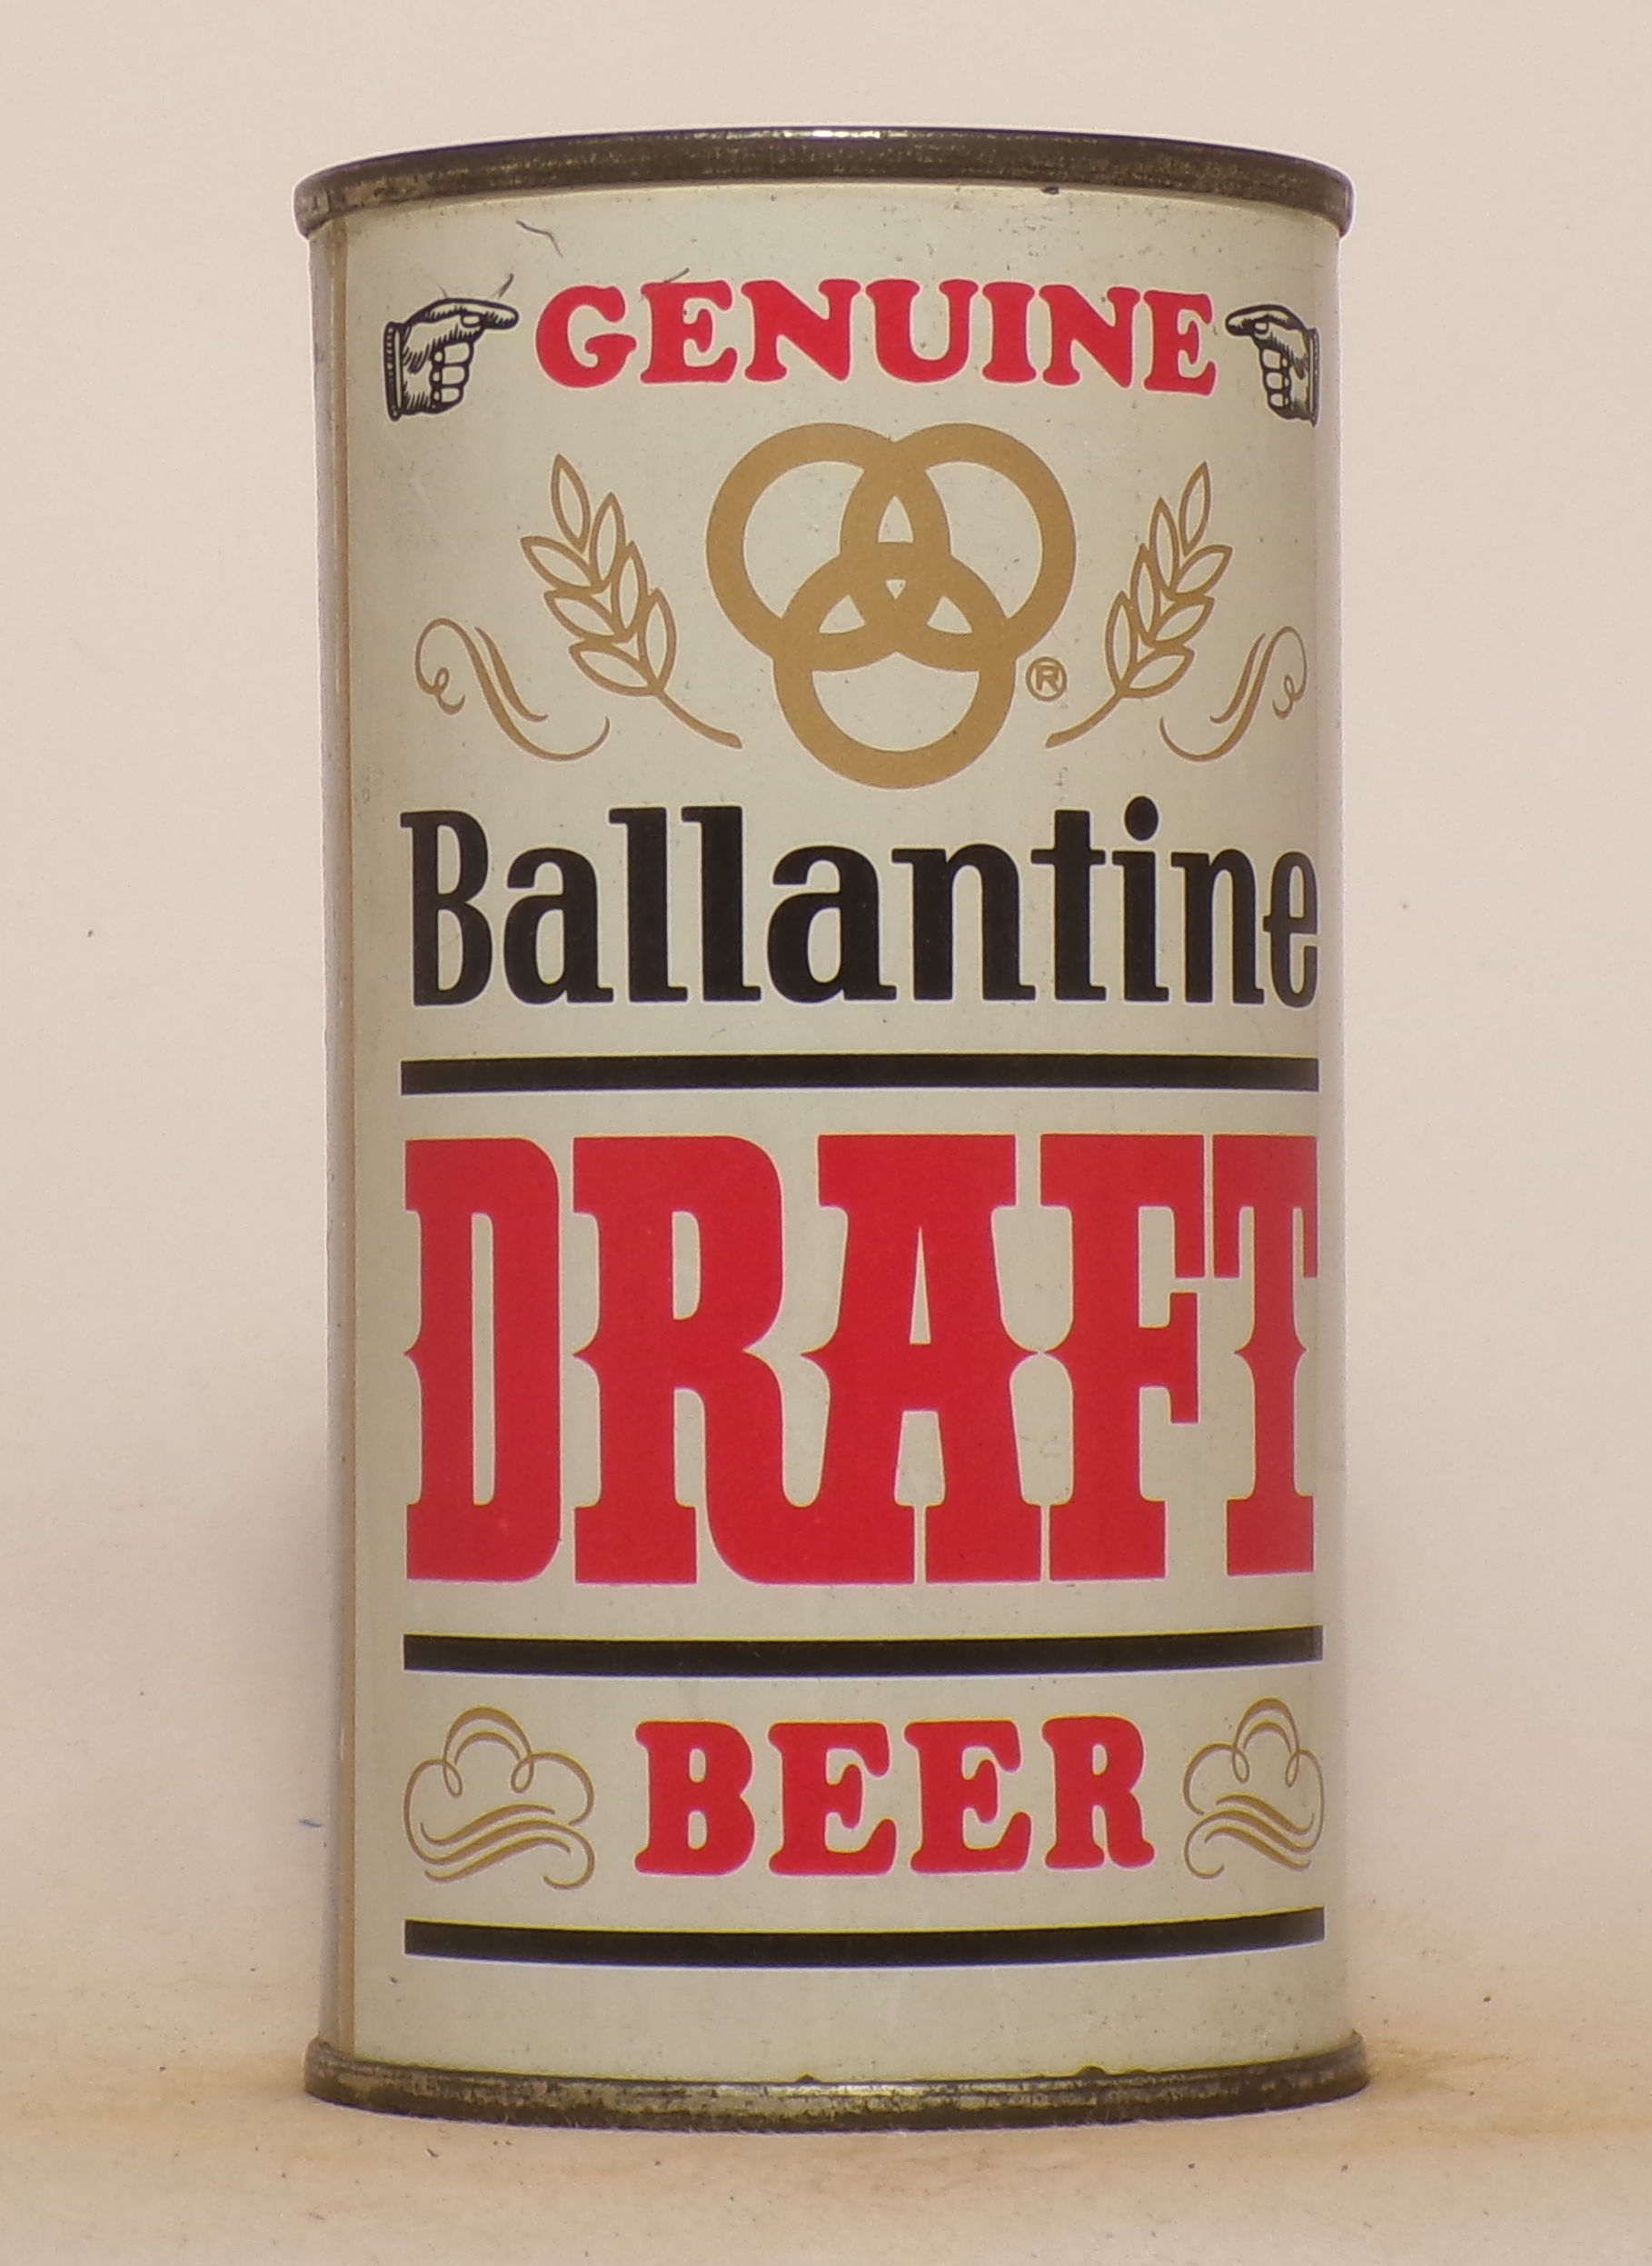 GENUINE
®
Ballantine
DRAFT
BEER